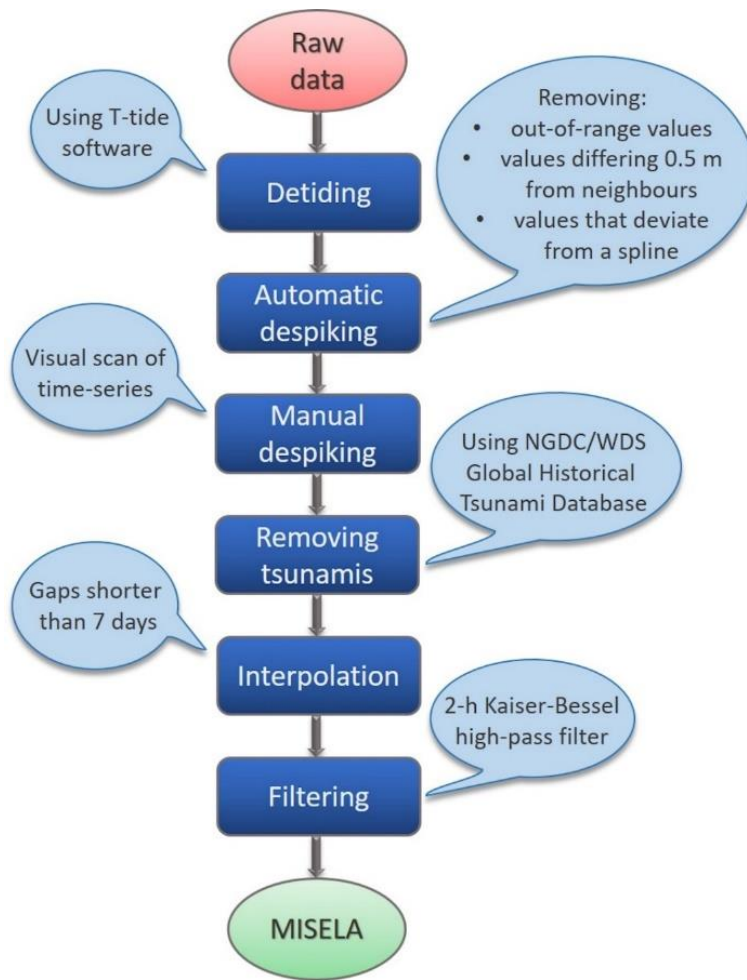 Raw
data
Using T-tide
software
Detiding
Removing:
• out-of-range values
• values differing 0.5 m
from neighbours
• values that deviate
from a spline
Automatic
despiking
Visual scan of
time-series
Manual
despiking
Using NGDC/WDS
Global Historical
Tsunami Database
Removing
tsunamis
Gaps shorter
than 7 days
Interpolation
2-h Kaiser-Bessel
high-pass filter
Filtering
MISELA